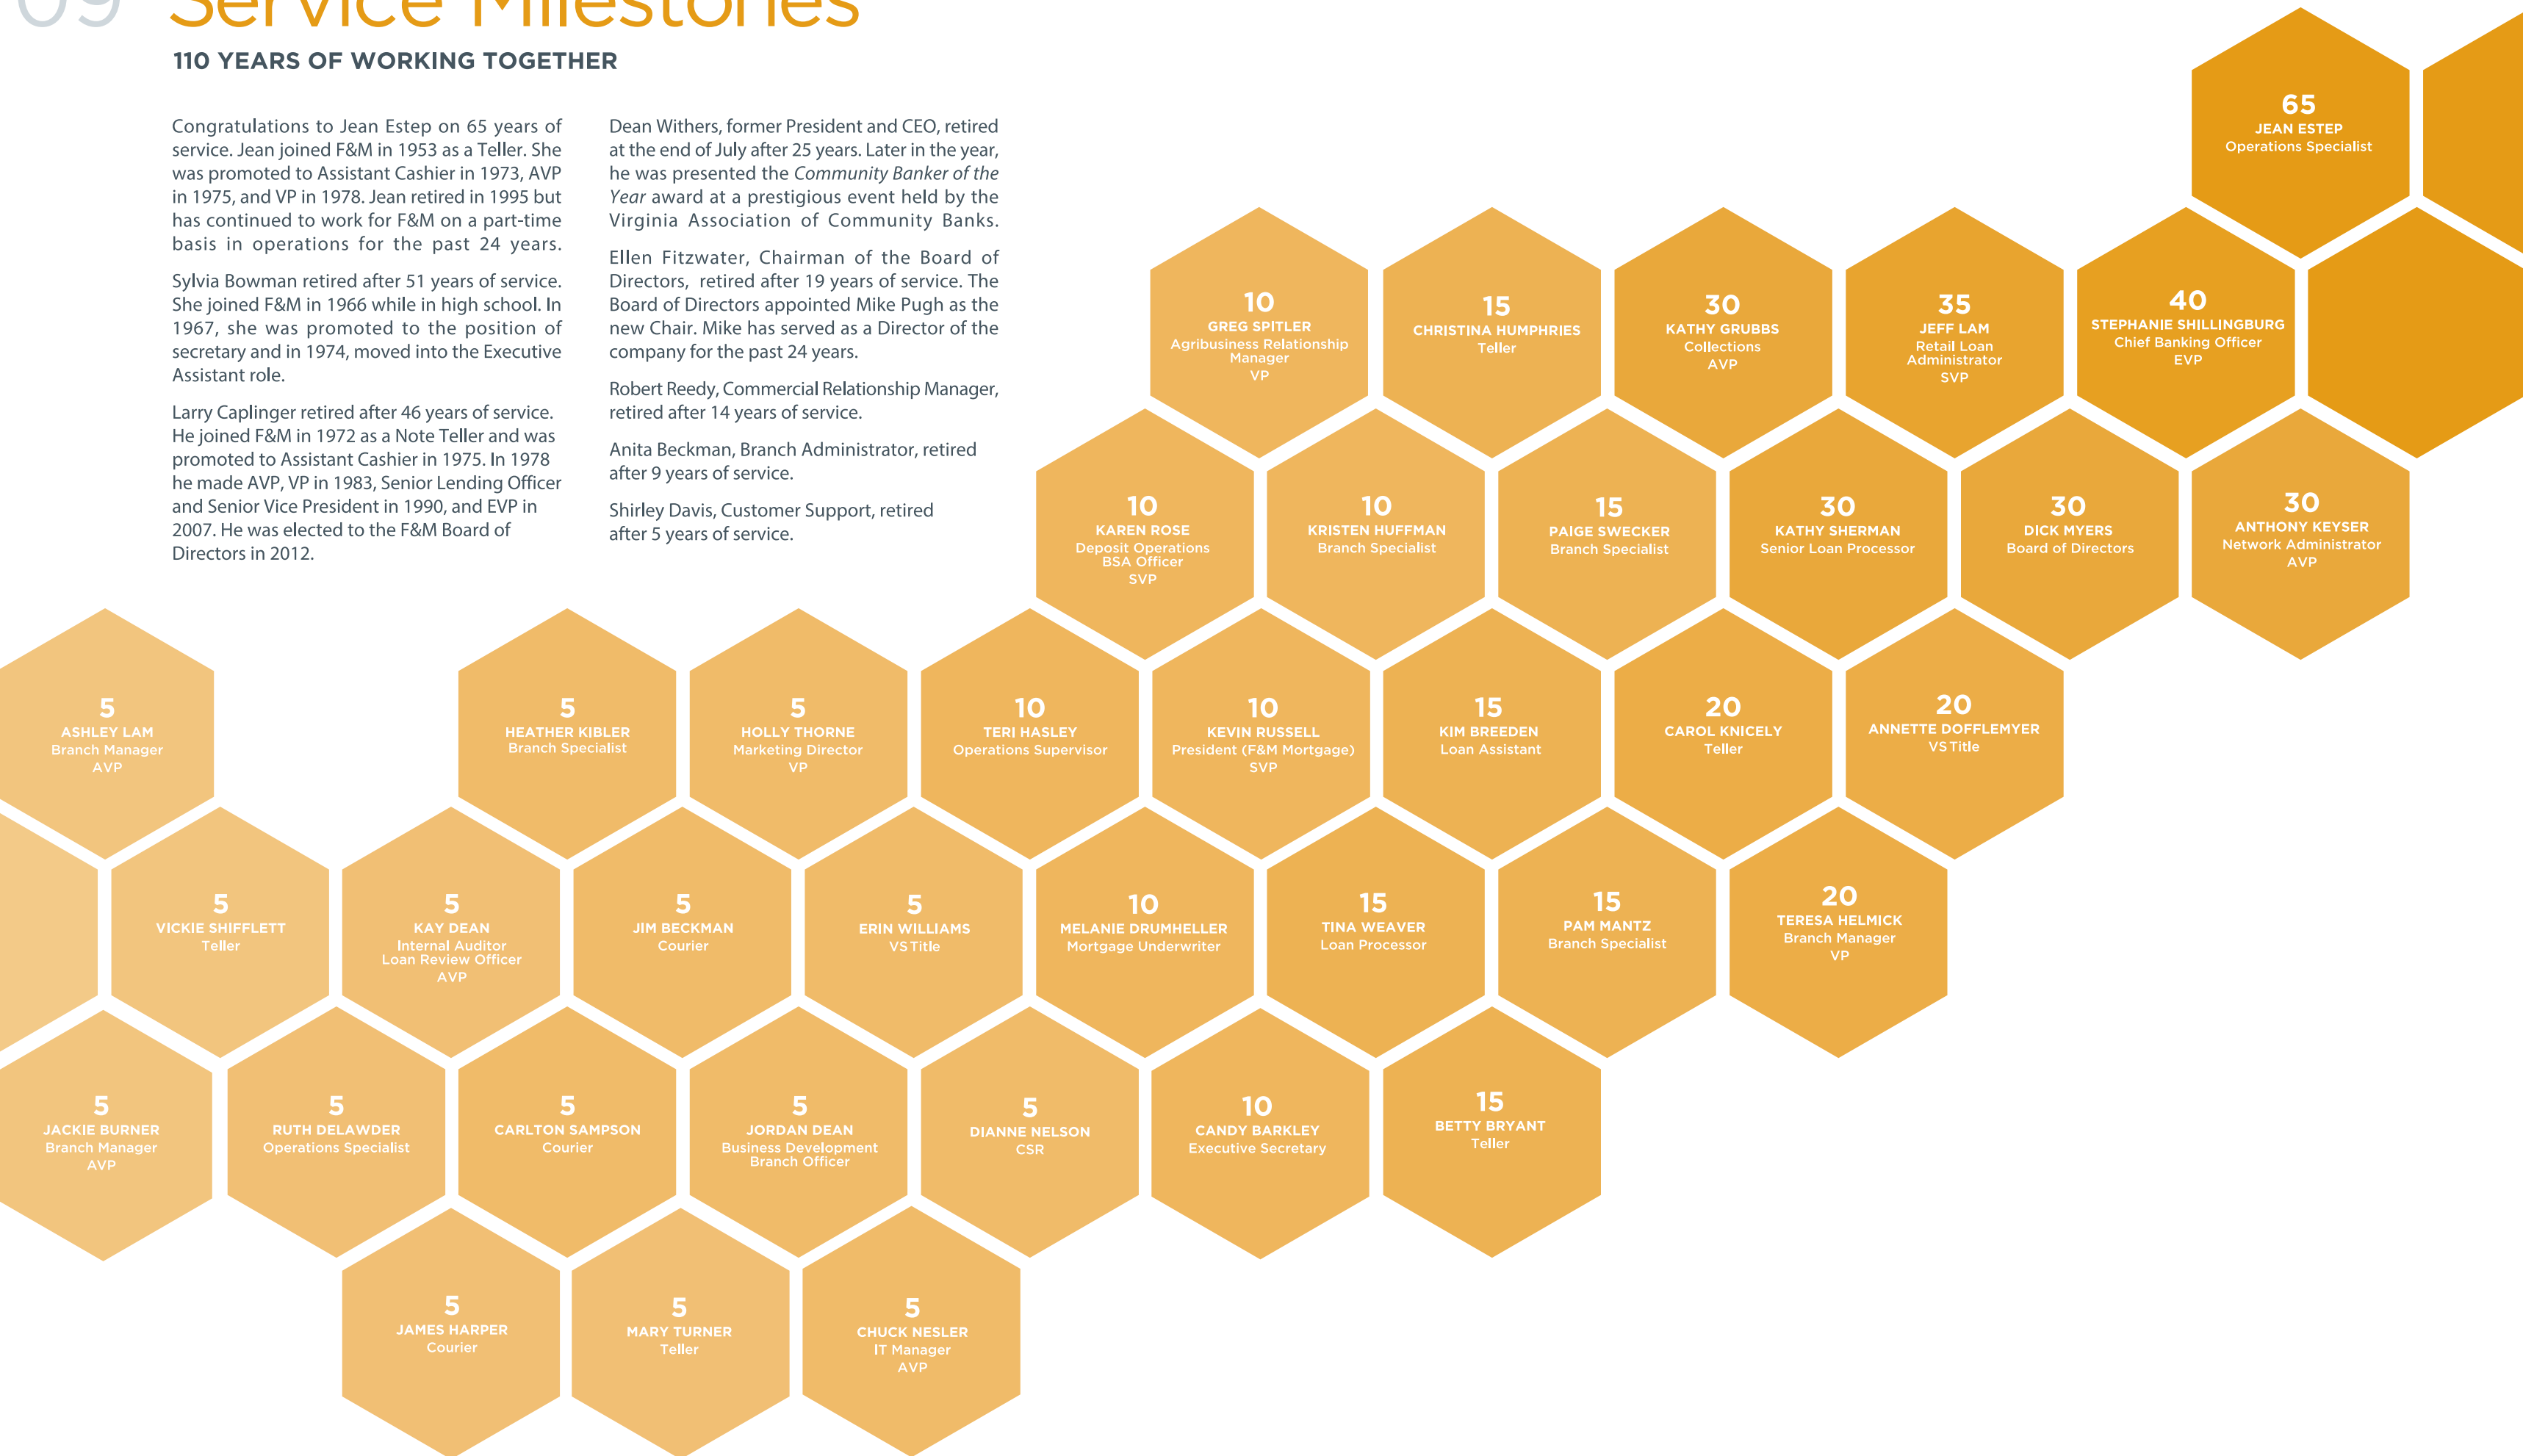 09 Service Milestones
110 YEARS OF WORKING TOGETHER
Congratulations to Jean Estep on 65 years of
service. Jean joined F&M in 1953 as a Teller. She
was promoted to Assistant Cashier in 1973, AVP
in 1975, and VP in 1978. Jean retired in 1995 but
has continued to work for F&M on a part-time
basis in operations for the past 24 years.
Sylvia Bowman retired after 51 years of service.
She joined F&M in 1966 while in high school. In
1967, she was promoted to the position of
secretary and in 1974, moved into the Executive
Assistant role.
Larry Caplinger retired after 46 years of service.
He joined F&M in 1972 as a Note Teller and was
promoted to Assistant Cashier in 1975. In 1978
he made AVP, VP in 1983, Senior Lending Officer
and Senior Vice President in 1990, and EVP in
2007. He was elected to the F&M Board of
Directors in 2012.
Dean Withers, former President and CEO, retired
at the end of July after 25 years. Later in the year,
he was presented the Community Banker of the
Year award at a prestigious event held by the
Virginia Association of Community Banks.
Ellen Fitzwater, Chairman of the Board of
Directors, retired after 19 years of service. The
Board of Directors appointed Mike Pugh as the
new Chair. Mike has served as a Director of the
company for the past 24 years.
Robert Reedy, Commercial Relationship Manager,
retired after 14 years of service.
Anita Beckman, Branch Administrator, retired
after 9 years of service.
Shirley Davis, Customer Support, retired
after 5 years of service.
65
JEAN ESTEP
Operations Specialist
10
GREG SPITLER
Agribusiness Relationship
Manager
VP
15
CHRISTINA HUMPHRIES
Teller
30
KATHY GRUBBS
Collections
AVP
35
JEFF LAM
Retail Loan
Administrator
SVP
40
STEPHANIE SHILLINGBURG
Chief Banking Officer
EVP
10
KAREN ROSE
Deposit Operations
BSA Officer
SVP
10
KRISTEN HUFFMAN
Branch Specialist
15
PAIGE SWECKER
Branch Specialist
30
KATHY SHERMAN
Senior Loan Processor
30
DICK MYERS
Board of Directors
30
ANTHONY KEYSER
Network Administrator
AVP
5
ASHLEY LAM
Branch Manager
AVP
5
HEATHER KIBLER
Branch Specialist
5
HOLLY THORNE
Marketing Director
VP
10
TERI HASLEY
Operations Supervisor
10
KEVIN RUSSELL
President (F&M Mortgage)
SVP
15
KIM BREEDEN
Loan Assistant
20
CAROL KNICELY
Teller
20
ANNETTE DOFFLEMYER
VS Title
5
VICKIE SHIFFLETT
Teller
5
KAY DEAN
Internal Auditor
Loan Review Officer
AVP
5
JIM BECKMAN
Courier
5
ERIN WILLIAMS
VS Title
10
MELANIE DRUMHELLER
Mortgage Underwriter
15
TINA WEAVER
Loan Processor
15
PAM MANTZ
Branch Specialist
20
TERESA HELMICK
Branch Manager
VP
5
JACKIE BURNER
Branch Manager
AVP
5
RUTH DELAWDER
Operations Specialist
5
CARLTON SAMPSON
Courier
5
JORDAN DEAN
Business Development
Branch Officer
5
DIANNE NELSON
CSR
10
CANDY BARKLEY
Executive Secretary
15
BETTY BRYANT
Teller
5
JAMES HARPER
Courier
5
MARY TURNER
Teller
5
CHUCK NESLER
IT Manager
AVP